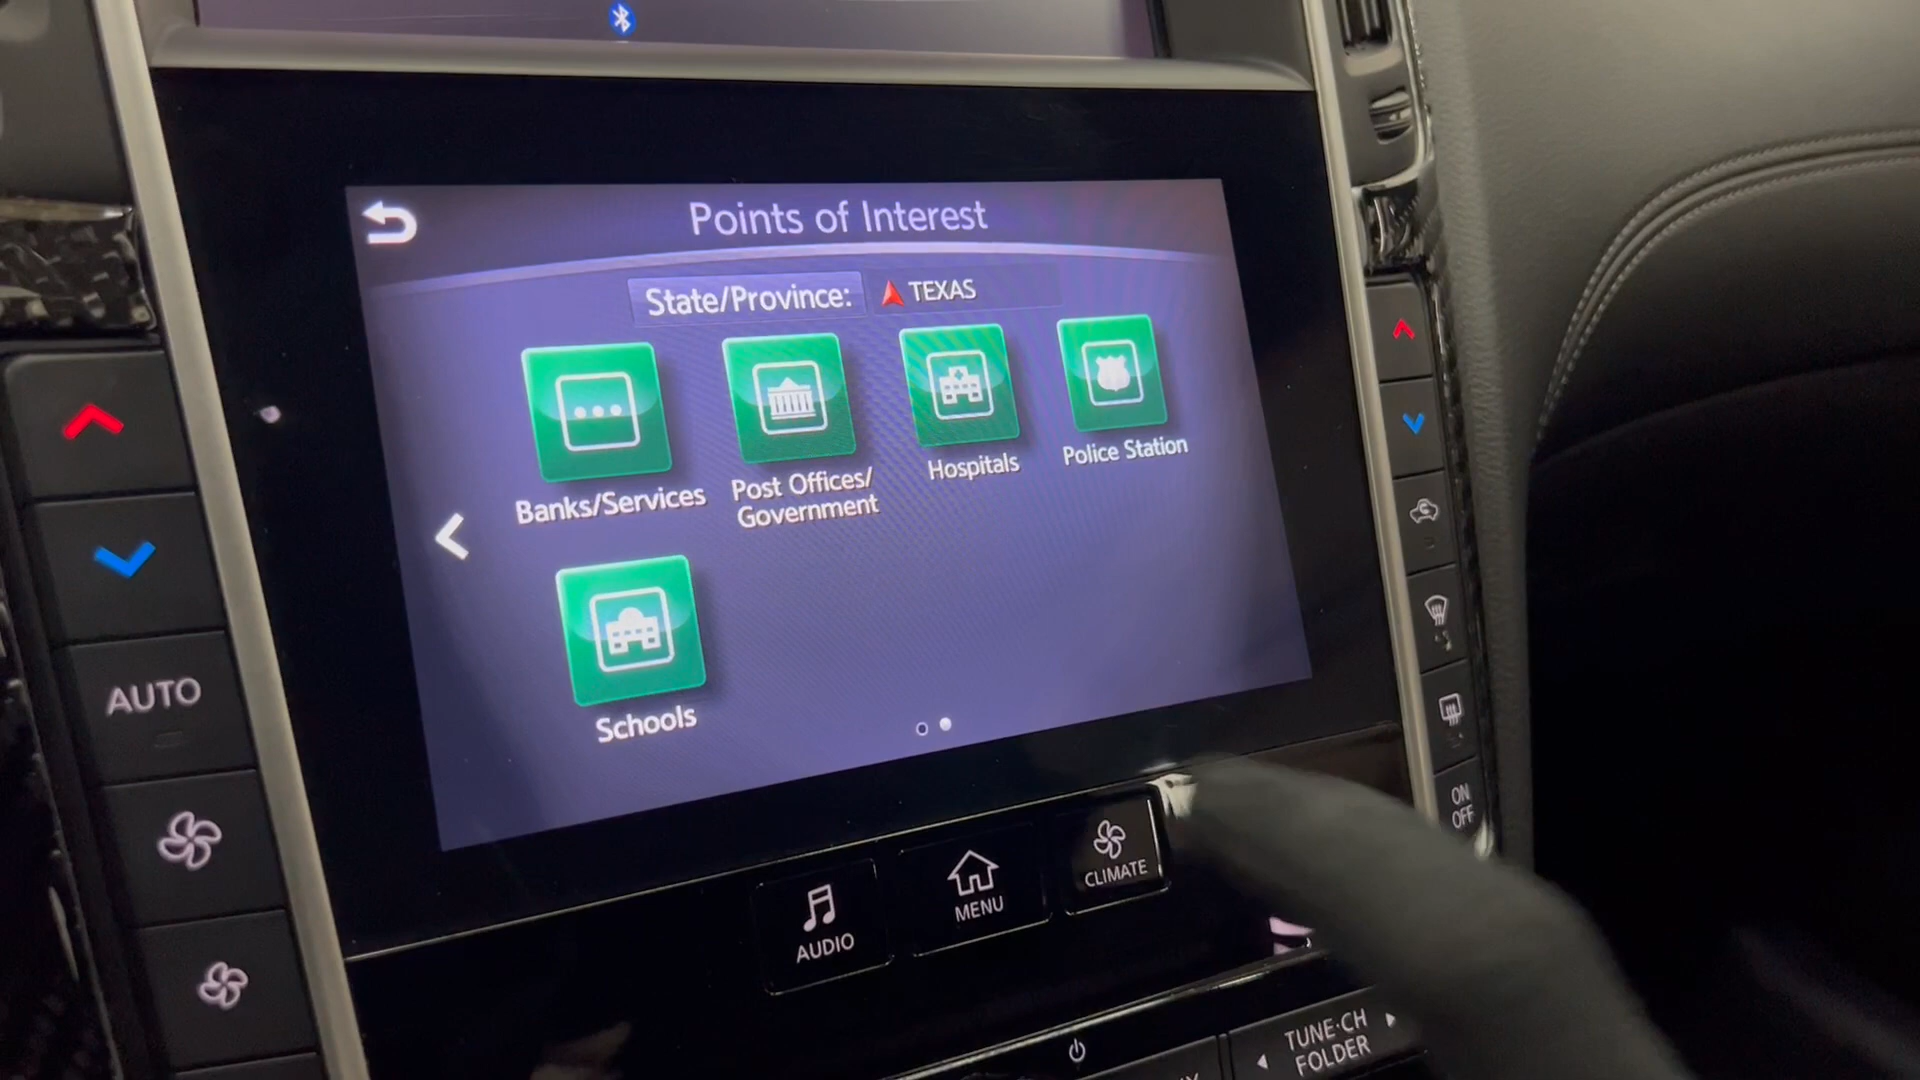 Points of Interest
State/Province: TEXAS
Banks/Services
Post Offices/
Government
Hospitals
Police Station
Schools
AUTO
ON
OFF
AUDIO
MENU
CLIMATE
TUNE·CH
FOLDER